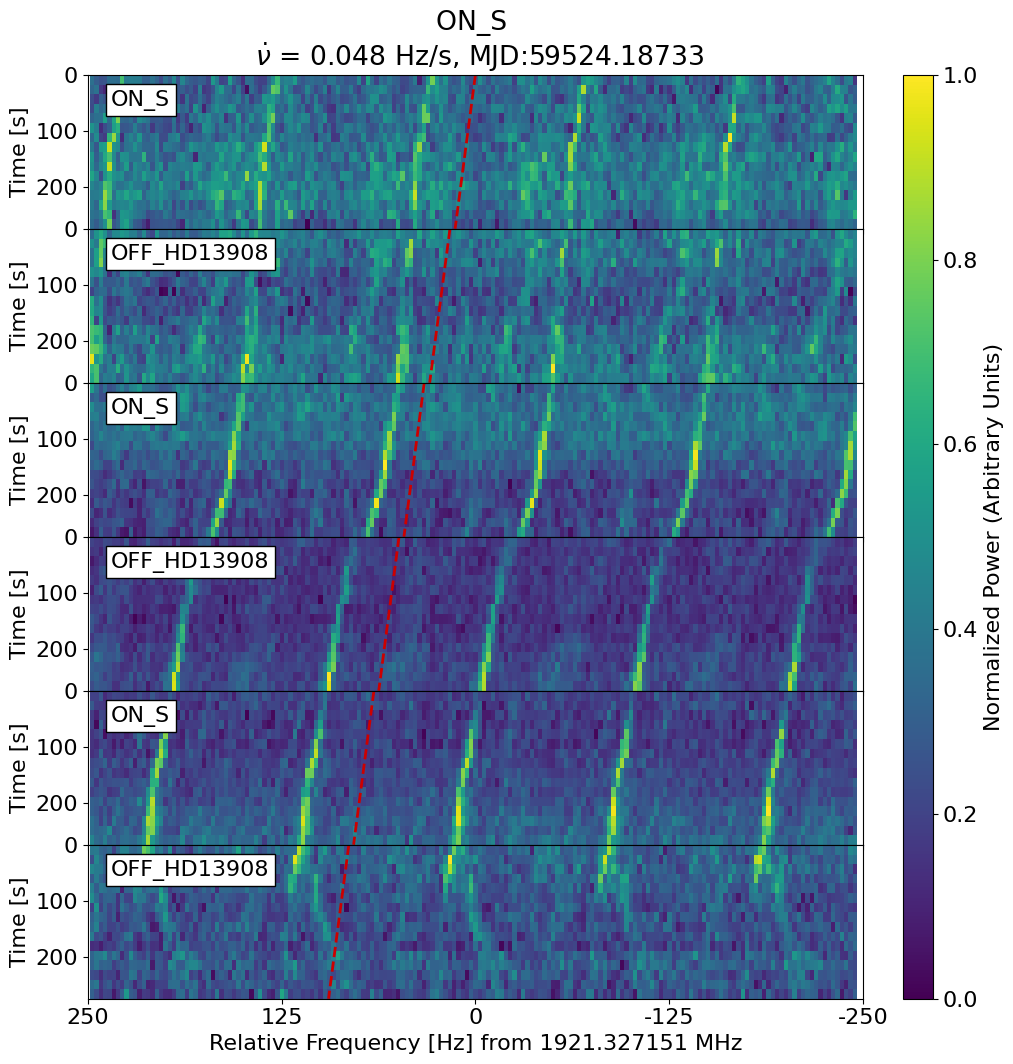 ON_S
ν̇ = 0.048 Hz/s, MJD:59524.18733
0
ON_S
100
Time [s]
200
0
OFF_HD13908
100
Time [s]
200
0
ON_S
100
Time [s]
200
0
OFF_HD13908
100
Time [s]
200
0
ON_S
100
Time [s]
200
0
OFF_HD13908
100
Time [s]
200
250 125 0 -125 -250
Relative Frequency [Hz] from 1921.327151 MHz
1.0
0.8
0.6
0.4
0.2
0.0
Normalized Power (Arbitrary Units)